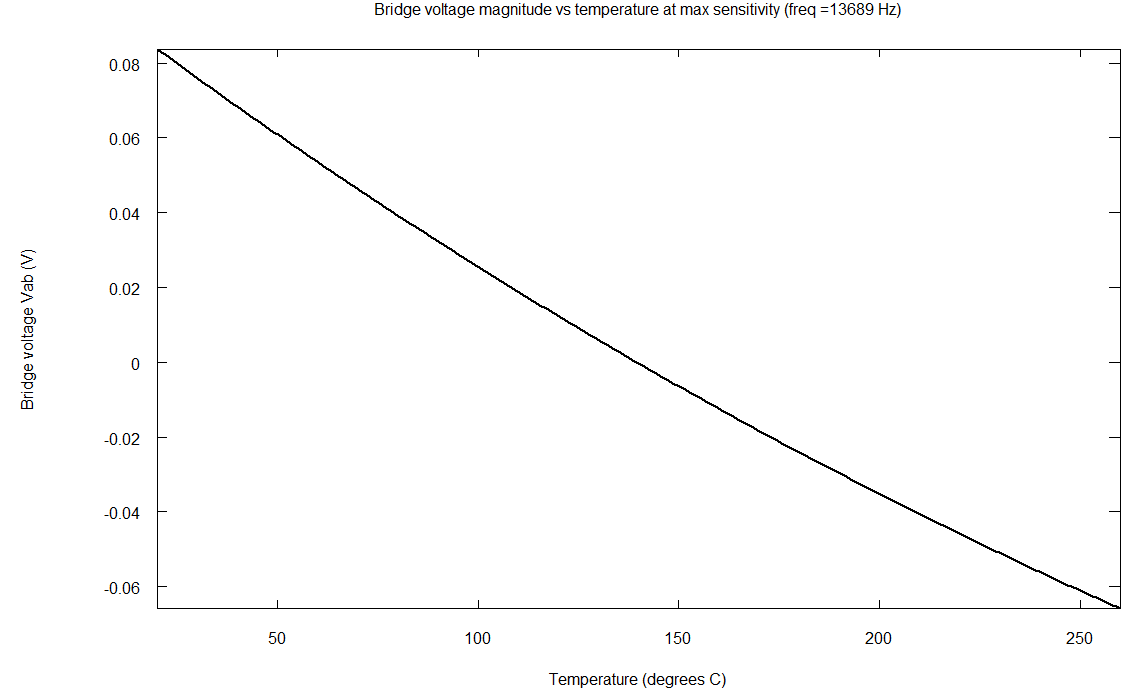 Bridge voltage magnitude vs temperature at max sensitivity (freq =13689 Hz)
0.08
0.06
0.04
0.02
0
-0.02
-0.04
-0.06
Bridge voltage Vab (V)
50 100 150 200 250
Temperature (degrees C)